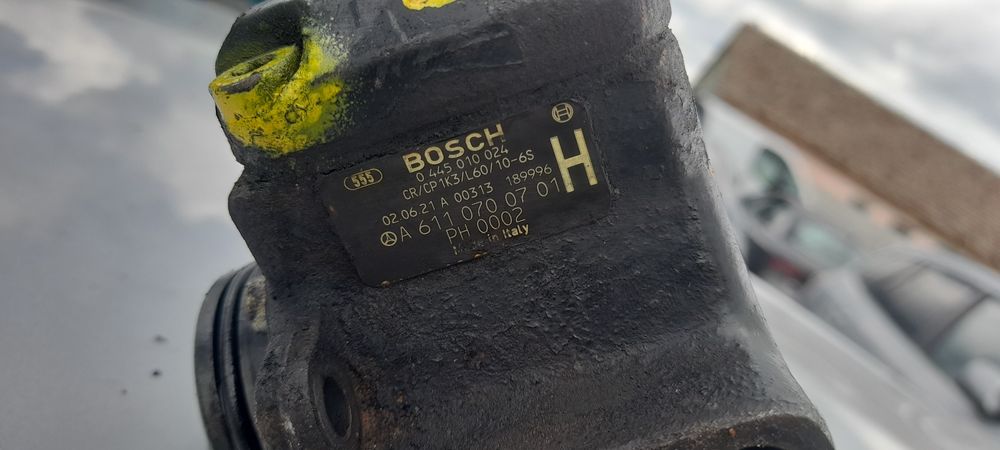 BOSCH
555
H
0 445 010 024
CR/CP1K3/L60/10-6S
02.06.21 A 00313 189996
A 611 070 07 01
PH 0002
Made in Italy